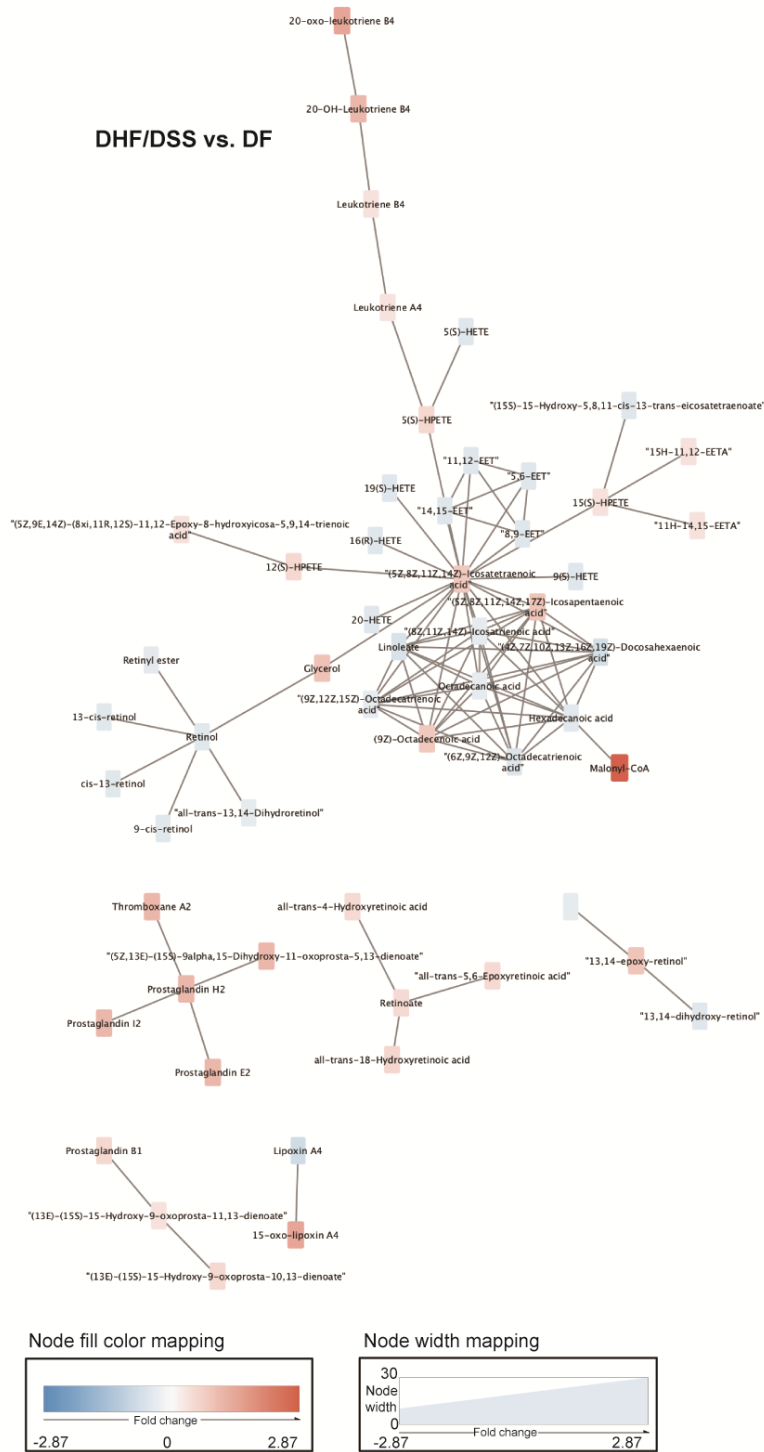 20-oxo-leukotriene B4
20-OH-Leukotriene B4
DHF/DSS vs. DF
Leukotriene B4
Leukotriene A4
5(S)-HETE
"(15S)-15-Hydroxy-5,8,11-cis-13-trans-eicosatetraenoate"
5(S)-HPETE
"15H-11,12-EETA"
"11,12-EET"
"5,6-EET"
19(S)-HETE
15(S)-HPETE
"14,15-EET"
"11H-14,15-EETA"
"(5Z,9E,14Z)-(8xi,11R,12S)-11,12-Epoxy-8-hydroxyicosa-5,9,14-trienoic
acid"
"8,9-EET"
16(R)-HETE
12(S)-HPETE
"(5Z,8Z,11Z,14Z)-Icosatetraenoic
acid"
9(S)-HETE
"(5Z,8Z,11Z,14Z,17Z)-Icosapentaenoic
acid"
20-HETE
"(8Z,11Z,14Z)-Icosatrienoic acid"
Linoleate
"(4Z,7Z,10Z,13Z,16Z,19Z)-Docosahexaenoic
acid"
Retinyl ester
Glycerol
Octadecanoic acid
"(9Z,12Z,15Z)-Octadecatrienoic
acid"
13-cis-retinol
Hexadecanoic acid
Retinol
(9Z)-Octadecenoic acid
"(6Z,9Z,12Z)-Octadecatrienoic
acid"
Malonyl-CoA
cis-13-retinol
"all-trans-13,14-Dihydroretinol"
9-cis-retinol
Thromboxane A2
all-trans-4-Hydroxyretinoic acid
"(5Z,13E)-(15S)-9alpha,15-Dihydroxy-11-oxoprosta-5,13-dienoate"
"13,14-epoxy-retinol"
"all-trans-5,6-Epoxyretinoic acid"
Prostaglandin H2
Retinoate
Prostaglandin I2
"13,14-dihydroxy-retinol"
all-trans-18-Hydroxyretinoic acid
Prostaglandin E2
Prostaglandin B1
Lipoxin A4
"(13E)-(15S)-15-Hydroxy-9-oxoprosta-11,13-dienoate"
15-oxo-lipoxin A4
"(13E)-(15S)-15-Hydroxy-9-oxoprosta-10,13-dienoate"
Node fill color mapping
Fold change
-2.87 0 2.87
Node width mapping
30
Node
width
0
Fold change
-2.87 2.87